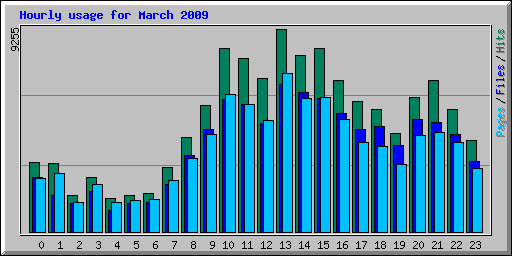 Hourly usage for March 2009
9255
Pages/Files/Hits
0 1 2 3 4 5 6 7 8 9 10 11 12 13 14 15 16 17 18 19 20 21 22 23